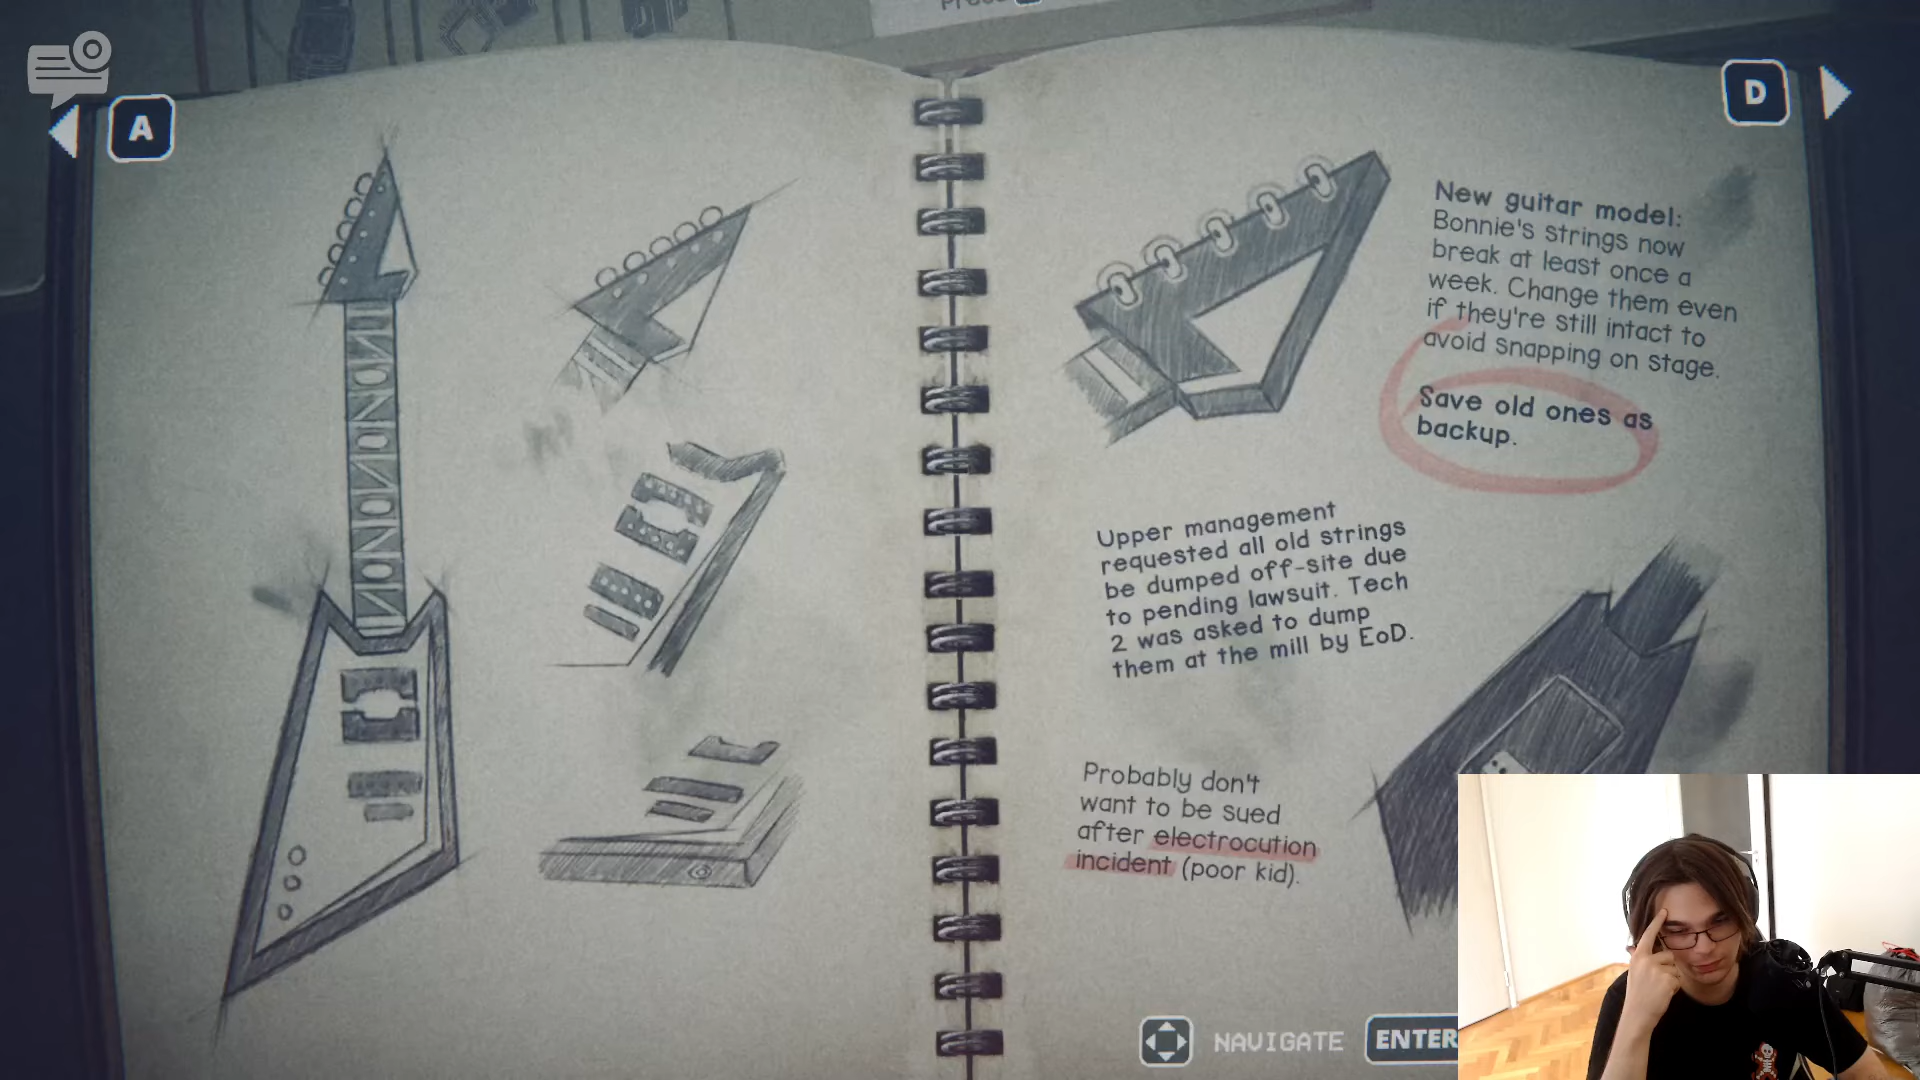 A
D
New guitar model:
Bonnie's strings now
break at least once a
week. Change them even
if they're still intact to
avoid snapping on stage.
Save old ones as
backup.
Upper management
requested all old strings
be dumped off-site due
to pending lawsuit. Tech
2 was asked to dump
them at the mill by EoD.
Probably don't
want to be sued
after electrocution
incident (poor kid).
NAVIGATE ENTER